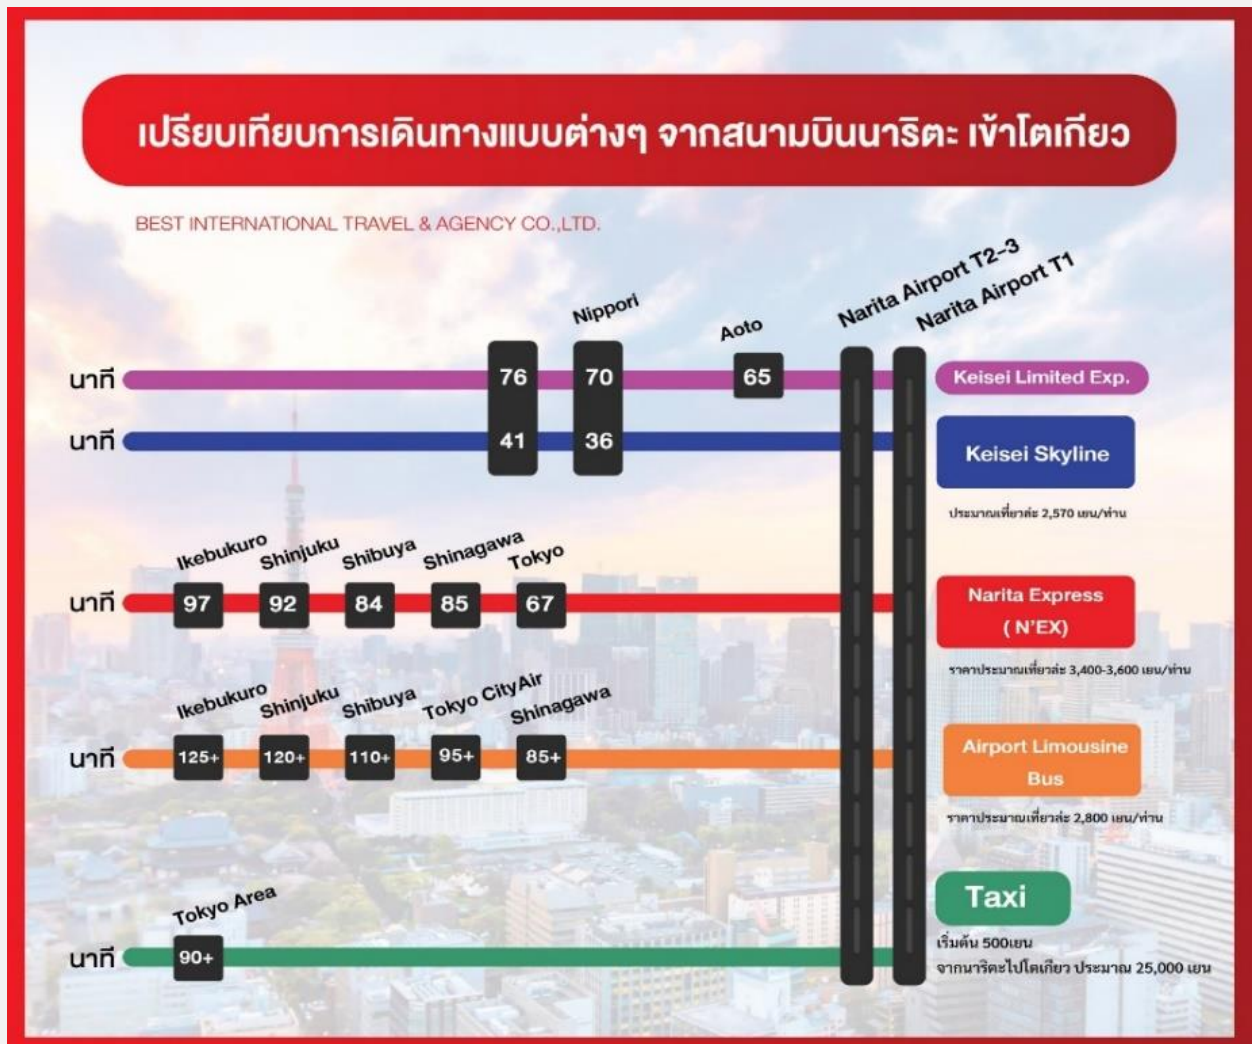 เปรียบเทียบการเดินทางแบบต่างๆ จากสนามบินนาริตะ เข้าโตเกียว
BEST INTERNATIONAL TRAVEL & AGENCY CO.,LTD.
Nippori
Aoto
Narita Airport T2-3
Narita Airport T1
นาที
76
70
65
Keisei Limited Exp.
นาที
41
36
Keisei Skyline
ประมาณเที่ยวล่ะ 2,570 เยน/ท่าน
Ikebukuro
Shinjuku
Shibuya
Shinagawa
Tokyo
นาที
97
92
84
85
67
Narita Express
( N'EX)
ราคาประมาณเที่ยวล่ะ 3,400-3,600 เยน/ท่าน
Ikebukuro
Shinjuku
Shibuya
Tokyo CityAir
Shinagawa
นาที
125+
120+
110+
95+
85+
Airport Limousine
Bus
ราคาประมาณเที่ยวล่ะ 2,800 เยน/ท่าน
Tokyo Area
นาที
90+
Taxi
เริ่มต้น 500เยน
จากนาริตะไปโตเกียว ประมาณ 25,000 เยน